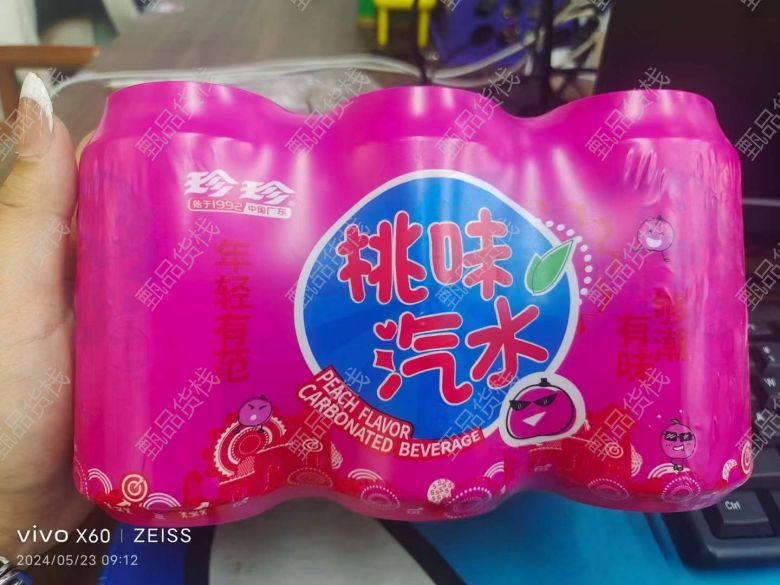 珍珍
始于1992 中国广东
年轻有范
桃味
汽水
PEACH FLAVOR
CARBONATED BEVERAGE
够潮
有味
Ctrl
vivo X60 | ZEISS
2024/05/23 09:12
甄品货栈